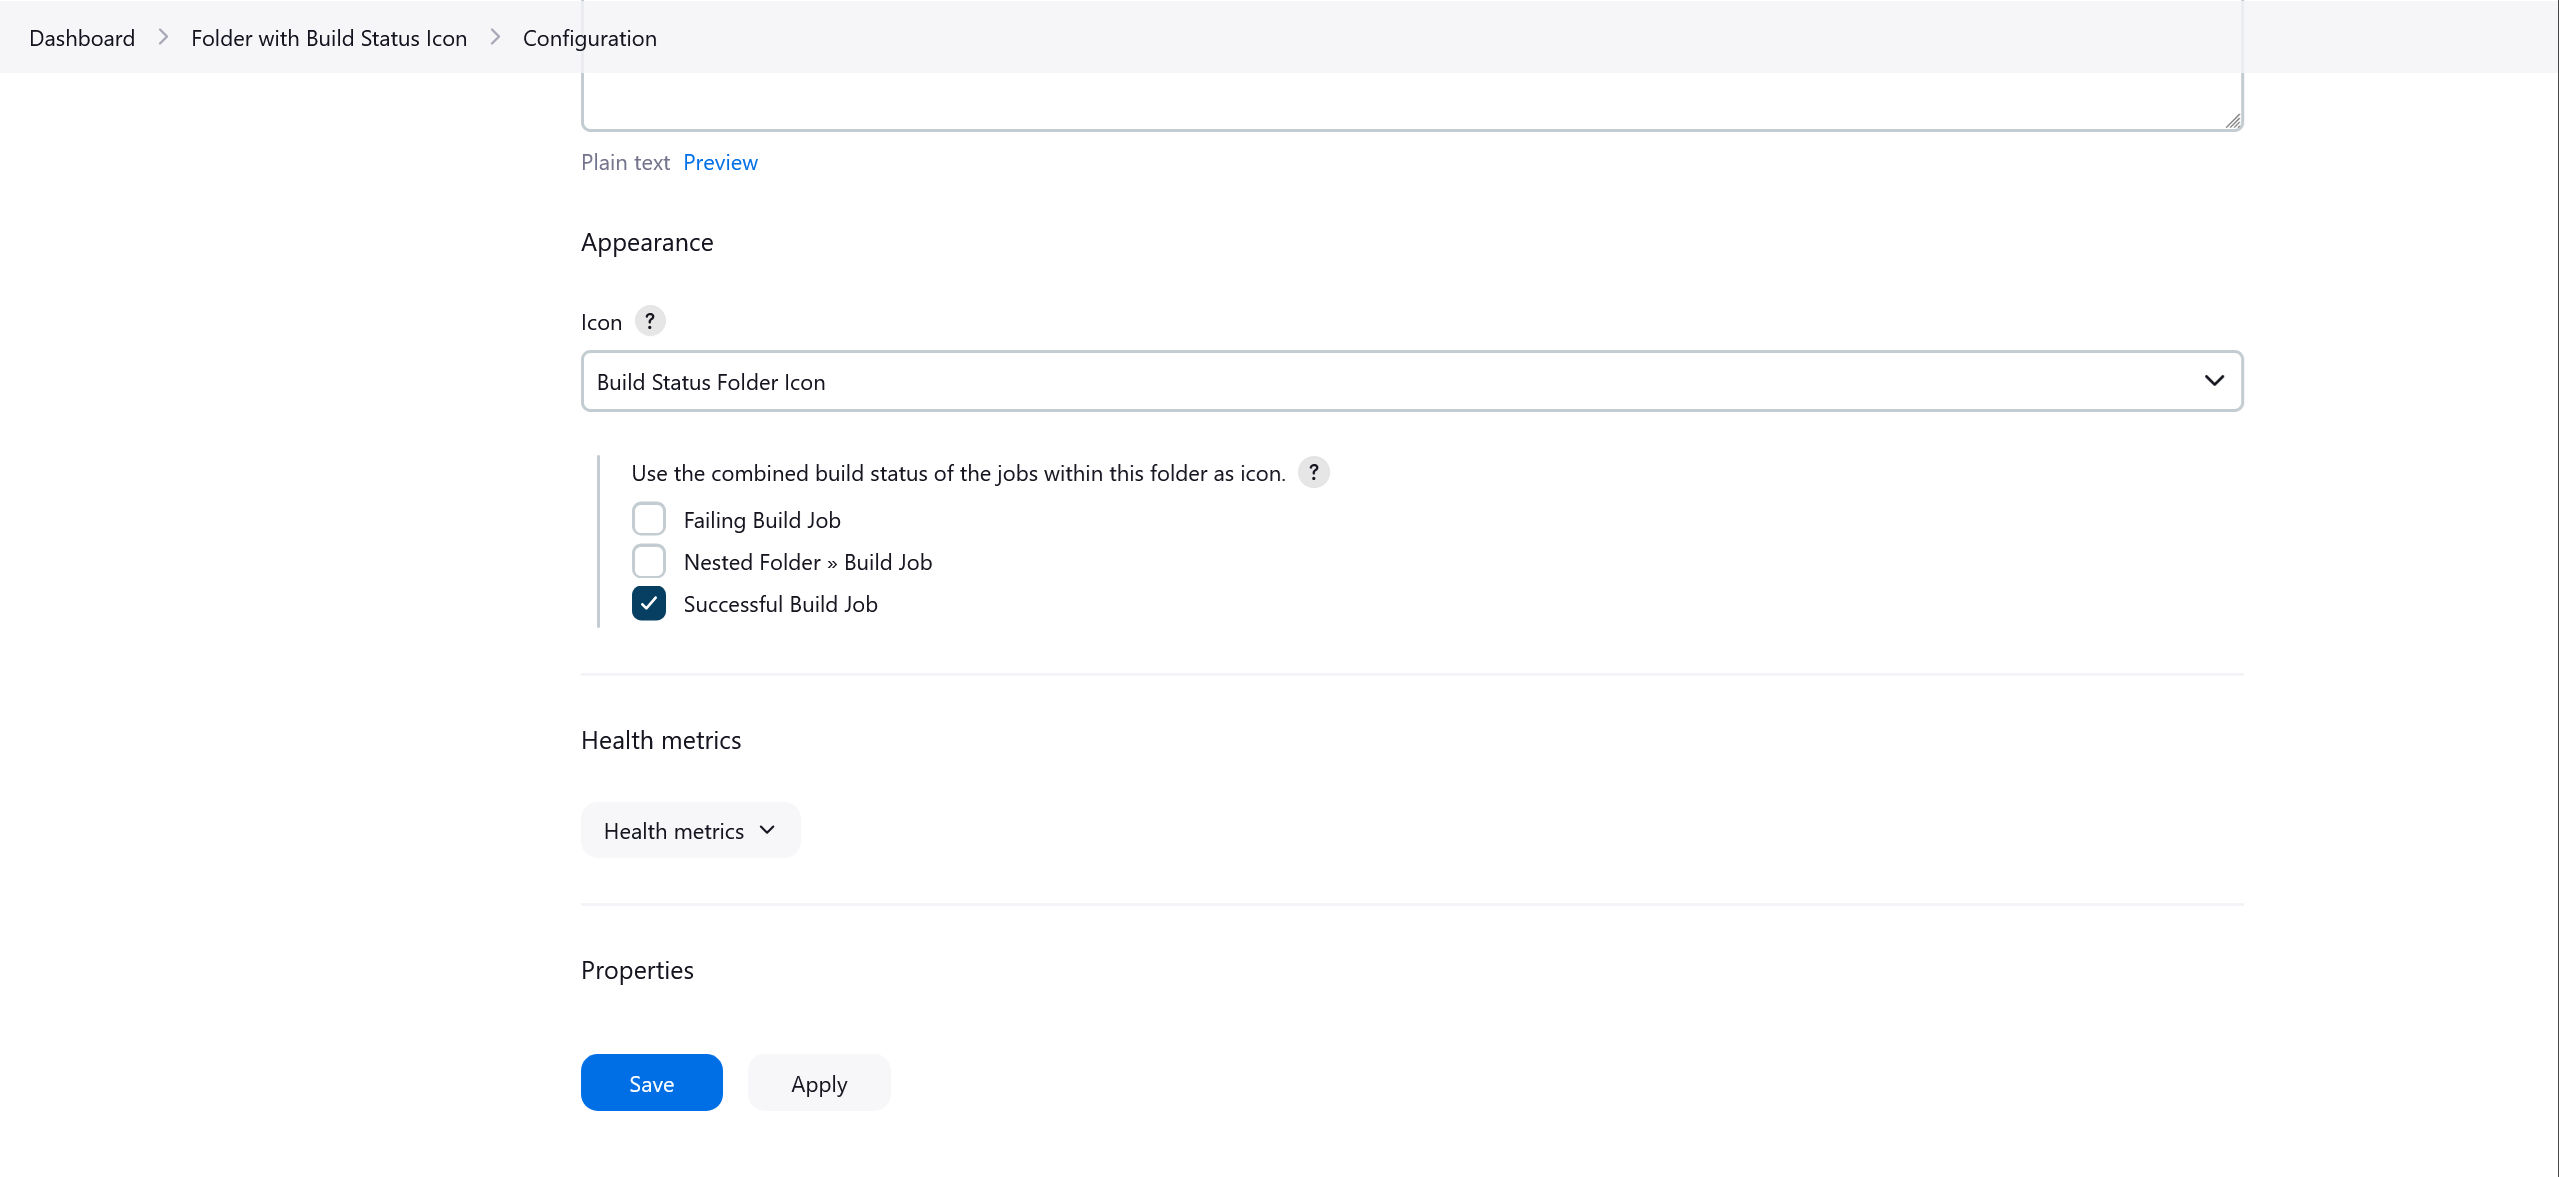 Dashboard > Folder with Build Status Icon > Configuration
Plain text Preview
Appearance
Icon ?
Build Status Folder Icon
Use the combined build status of the jobs within this folder as icon. ?
Failing Build Job
Nested Folder » Build Job
Successful Build Job
Health metrics
Health metrics
Properties
Save Apply